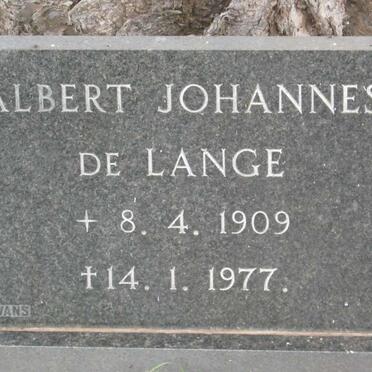 ALBERT JOHANNES
DE LANGE
+ 8. 4. 1909
†14. 1. 1977.